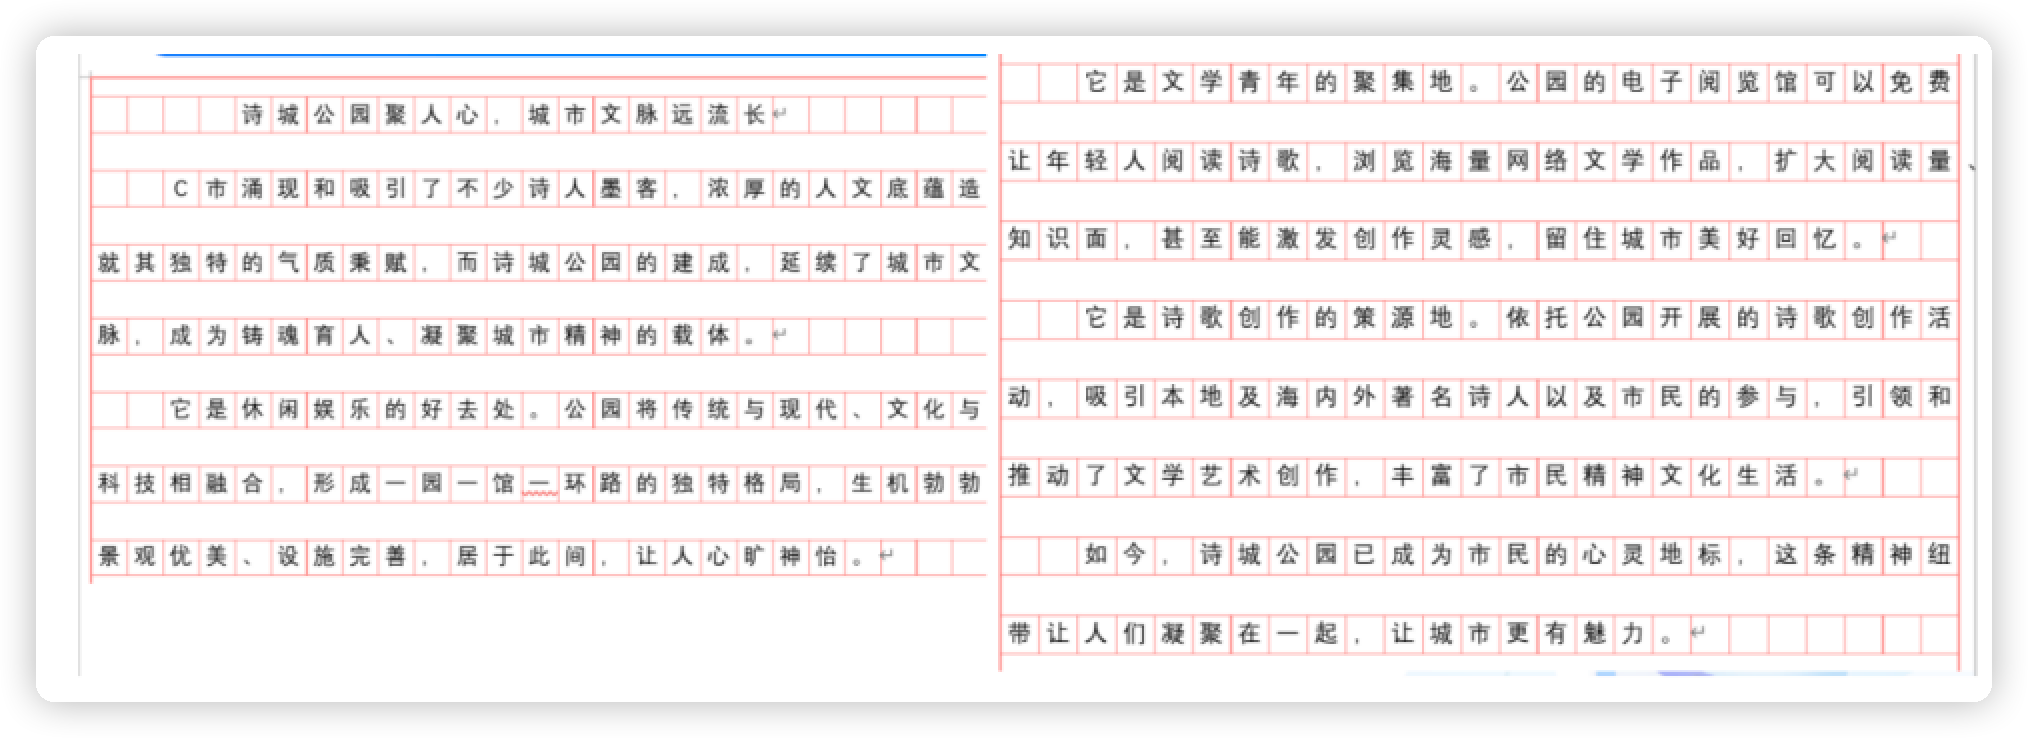 诗城公园聚人心，城市文脉远流长
C市涌现和吸引了不少诗人墨客，浓厚的人文底蕴造
就其独特的气质秉赋，而诗城公园的建成，延续了城市文
脉，成为铸魂育人、凝聚城市精神的载体。
它是休闲娱乐的好去处。公园将传统与现代、文化与
科技相融合，形成一园一馆一环路的独特格局，生机勃勃
景观优美、设施完善，居于此间，让人心旷神怡。
它是文学青年的聚集地。公园的电子阅览馆可以免费
让年轻人阅读诗歌，浏览海量网络文学作品，扩大阅读量、
知识面，甚至能激发创作灵感，留住城市美好回忆。
它是诗歌创作的策源地。依托公园开展的诗歌创作活
动，吸引本地及海内外著名诗人以及市民的参与，引领和
推动了文学艺术创作，丰富了市民精神文化生活。
如今，诗城公园已成为市民的心灵地标，这条精神纽
带让人们凝聚在一起，让城市更有魅力。